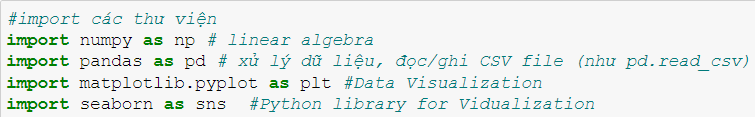 #import các thư viện
import numpy as np # linear algebra
import pandas as pd # xử lý dữ liệu, đọc/ghi CSV file (như pd.read_csv)
import matplotlib.pyplot as plt #Data Visualization
import seaborn as sns  #Python library for Vidualization